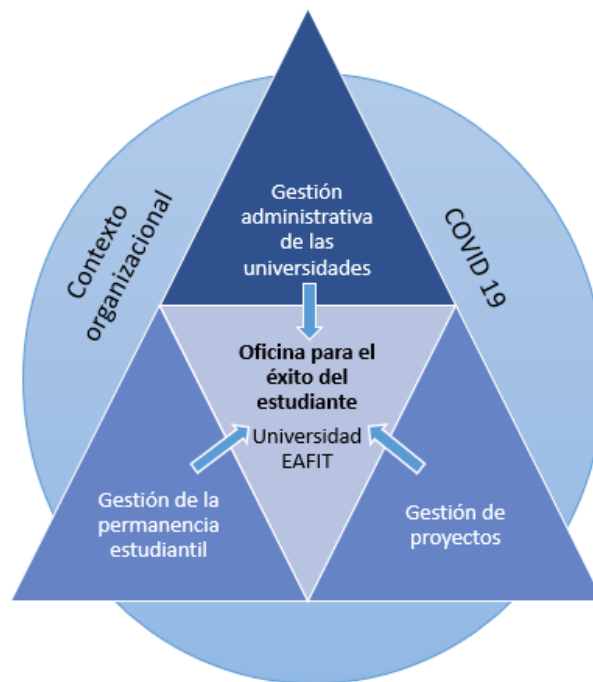 Gestión
administrativa
de las
universidades
Contexto
organizacional
COVID 19
Oficina para el
éxito del
estudiante
Universidad
EAFIT
Gestión de la
permanencia
estudiantil
Gestión de
proyectos